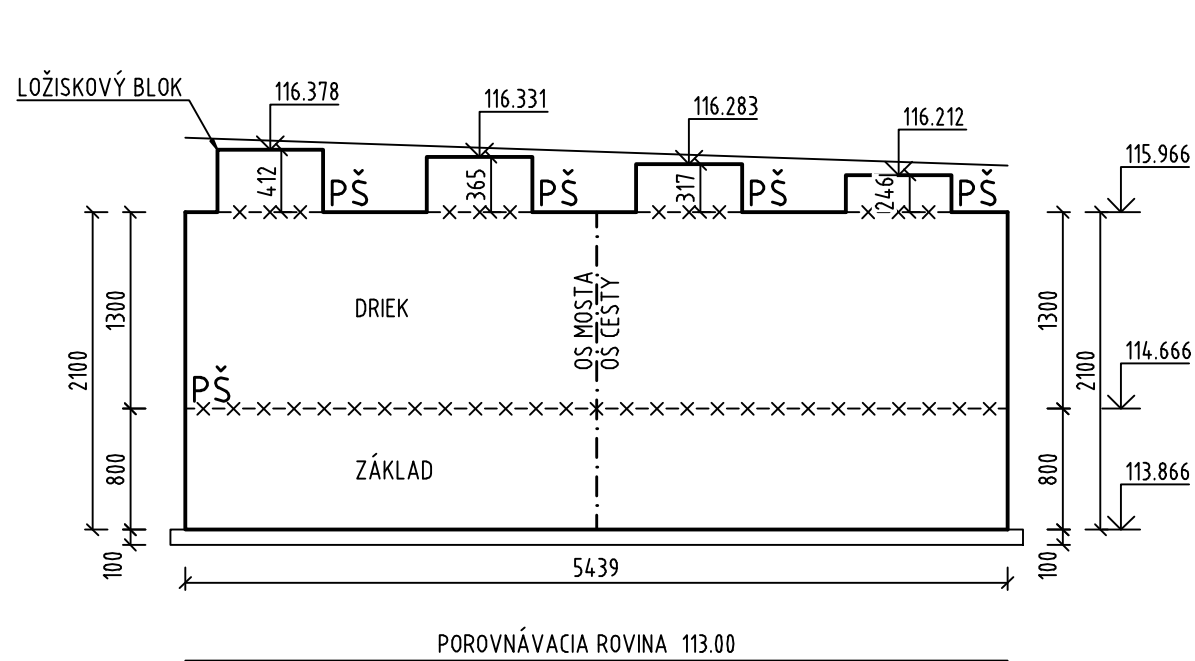 LOŽISKOVÝ BLOK
116.378
116.331
116.283
116.212
115.966
412
PŠ
365
PŠ
317
PŠ
246
PŠ
DRIEK
OS MOSTA
OS CESTY
1300
2100
1300
2100
114.666
PŠ
ZÁKLAD
800
800
113.866
100
100
5439
POROVNÁVACIA ROVINA 113.00